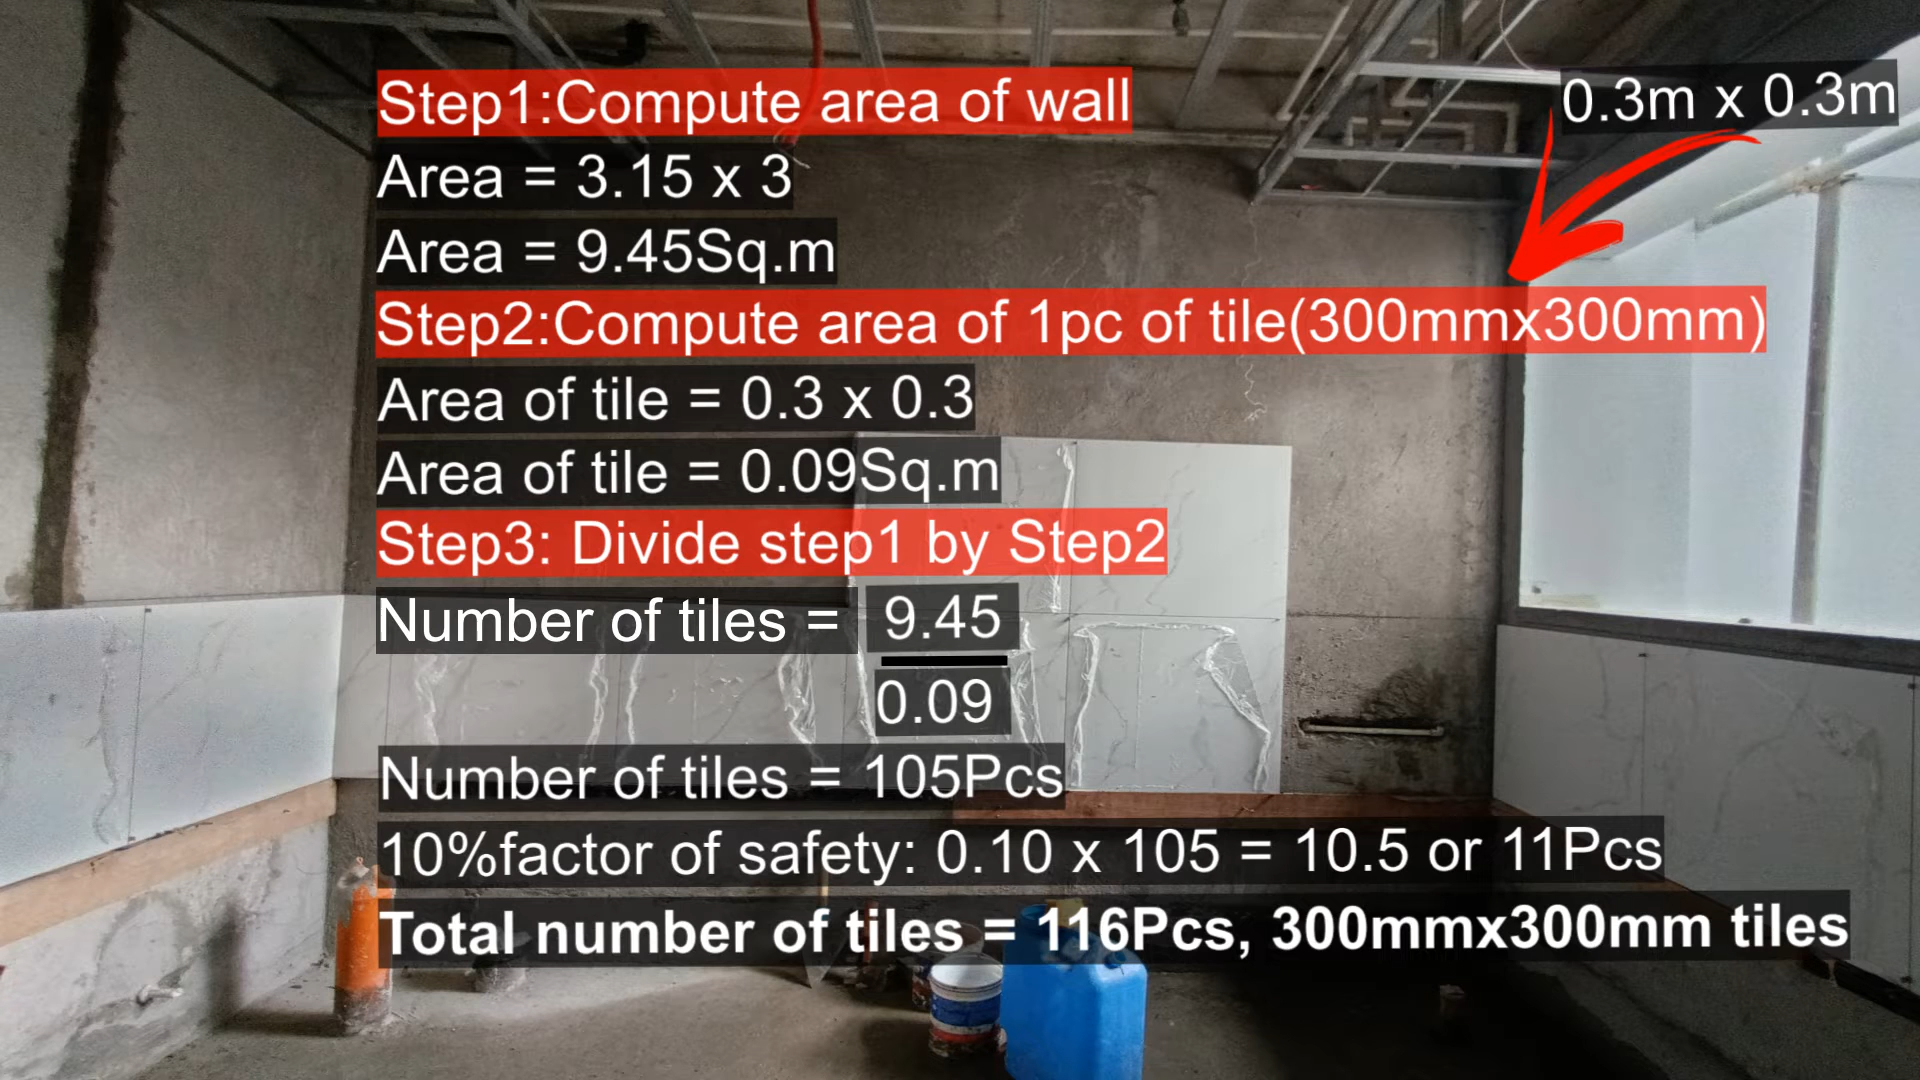 0.3m x 0.3m
Step1:Compute area of wall
Area = 3.15 x 3
Area = 9.45Sq.m
Step2:Compute area of 1pc of tile(300mmx300mm)
Area of tile = 0.3 x 0.3
Area of tile = 0.09Sq.m
Step3: Divide step1 by Step2
Number of tiles = 9.45
0.09
Number of tiles = 105Pcs
10%factor of safety: 0.10 x 105 = 10.5 or 11Pcs
Total number of tiles = 116Pcs, 300mmx300mm tiles